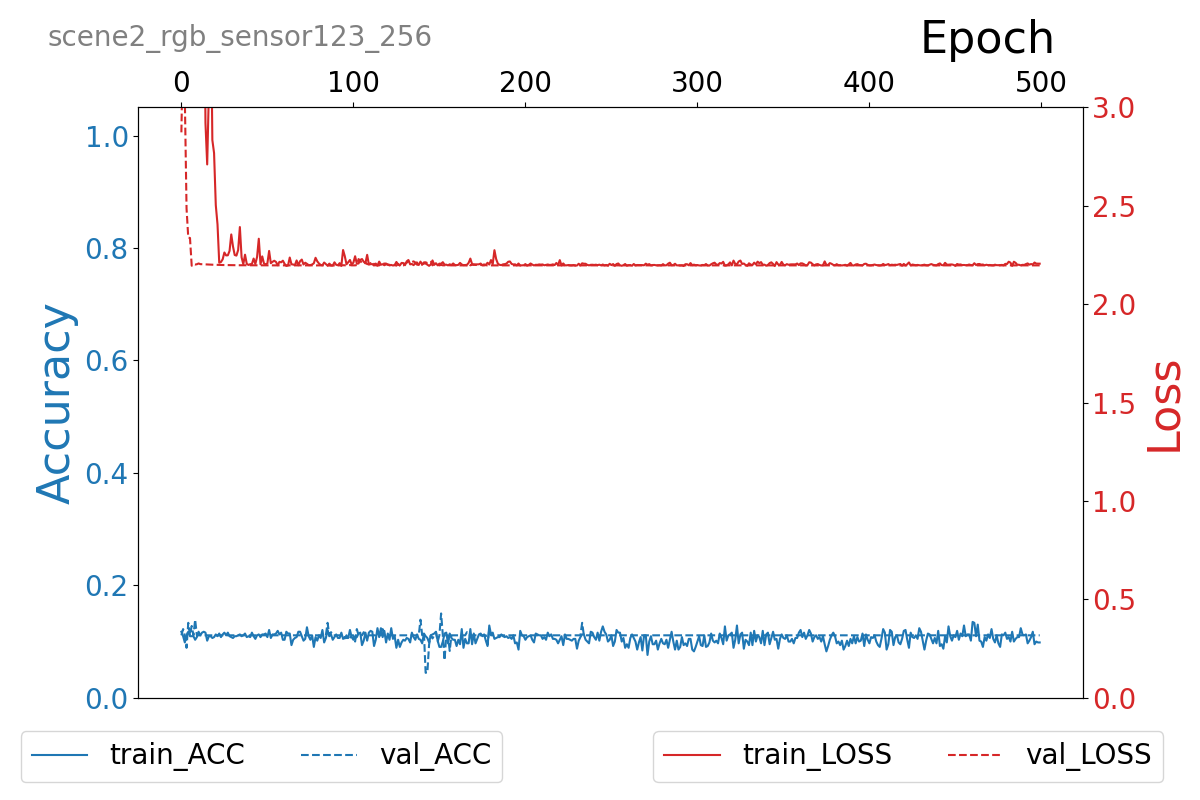 scene2_rgb_sensor123_256
Epoch
0 100 200 300 400 500
1.0
0.8
0.6
0.4
0.2
0.0
Accuracy
3.0
2.5
2.0
1.5
1.0
0.5
0.0
Loss
train_ACC val_ACC
train_LOSS val_LOSS